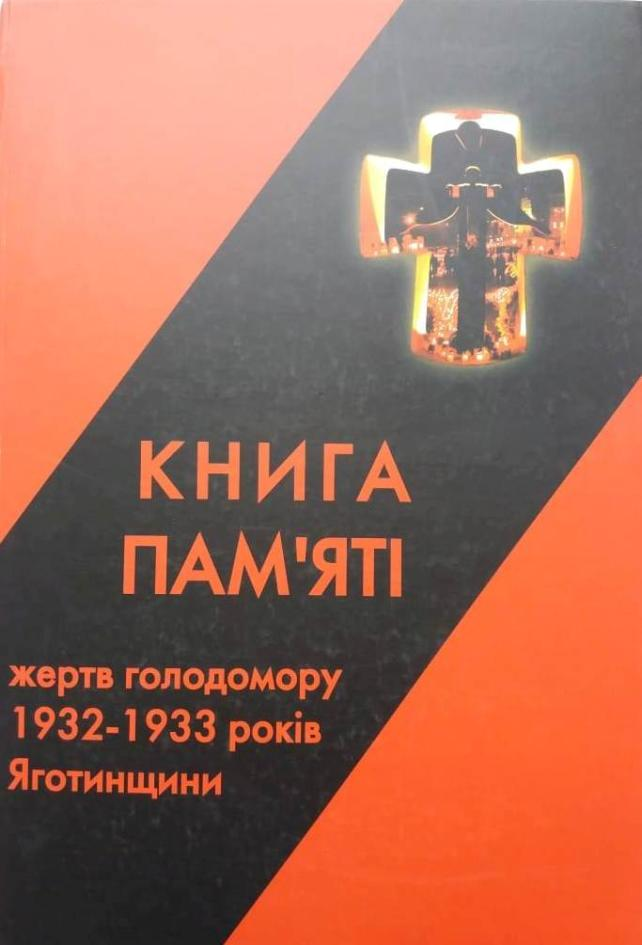 КНИГА
ПАМ'ЯТІ
жертв голодомору
1932-1933 років
Яготинщини